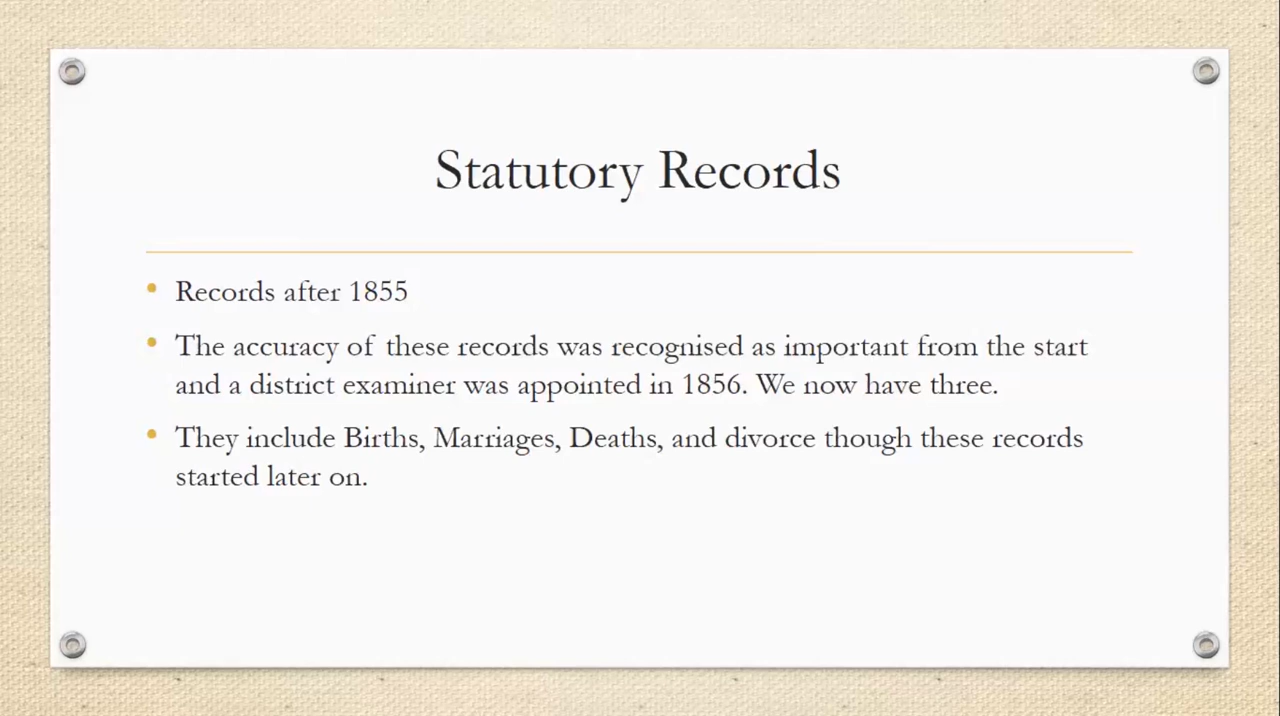 Statutory Records
• Records after 1855
• The accuracy of these records was recognised as important from the start
and a district examiner was appointed in 1856. We now have three.
• They include Births, Marriages, Deaths, and divorce though these records
started later on.